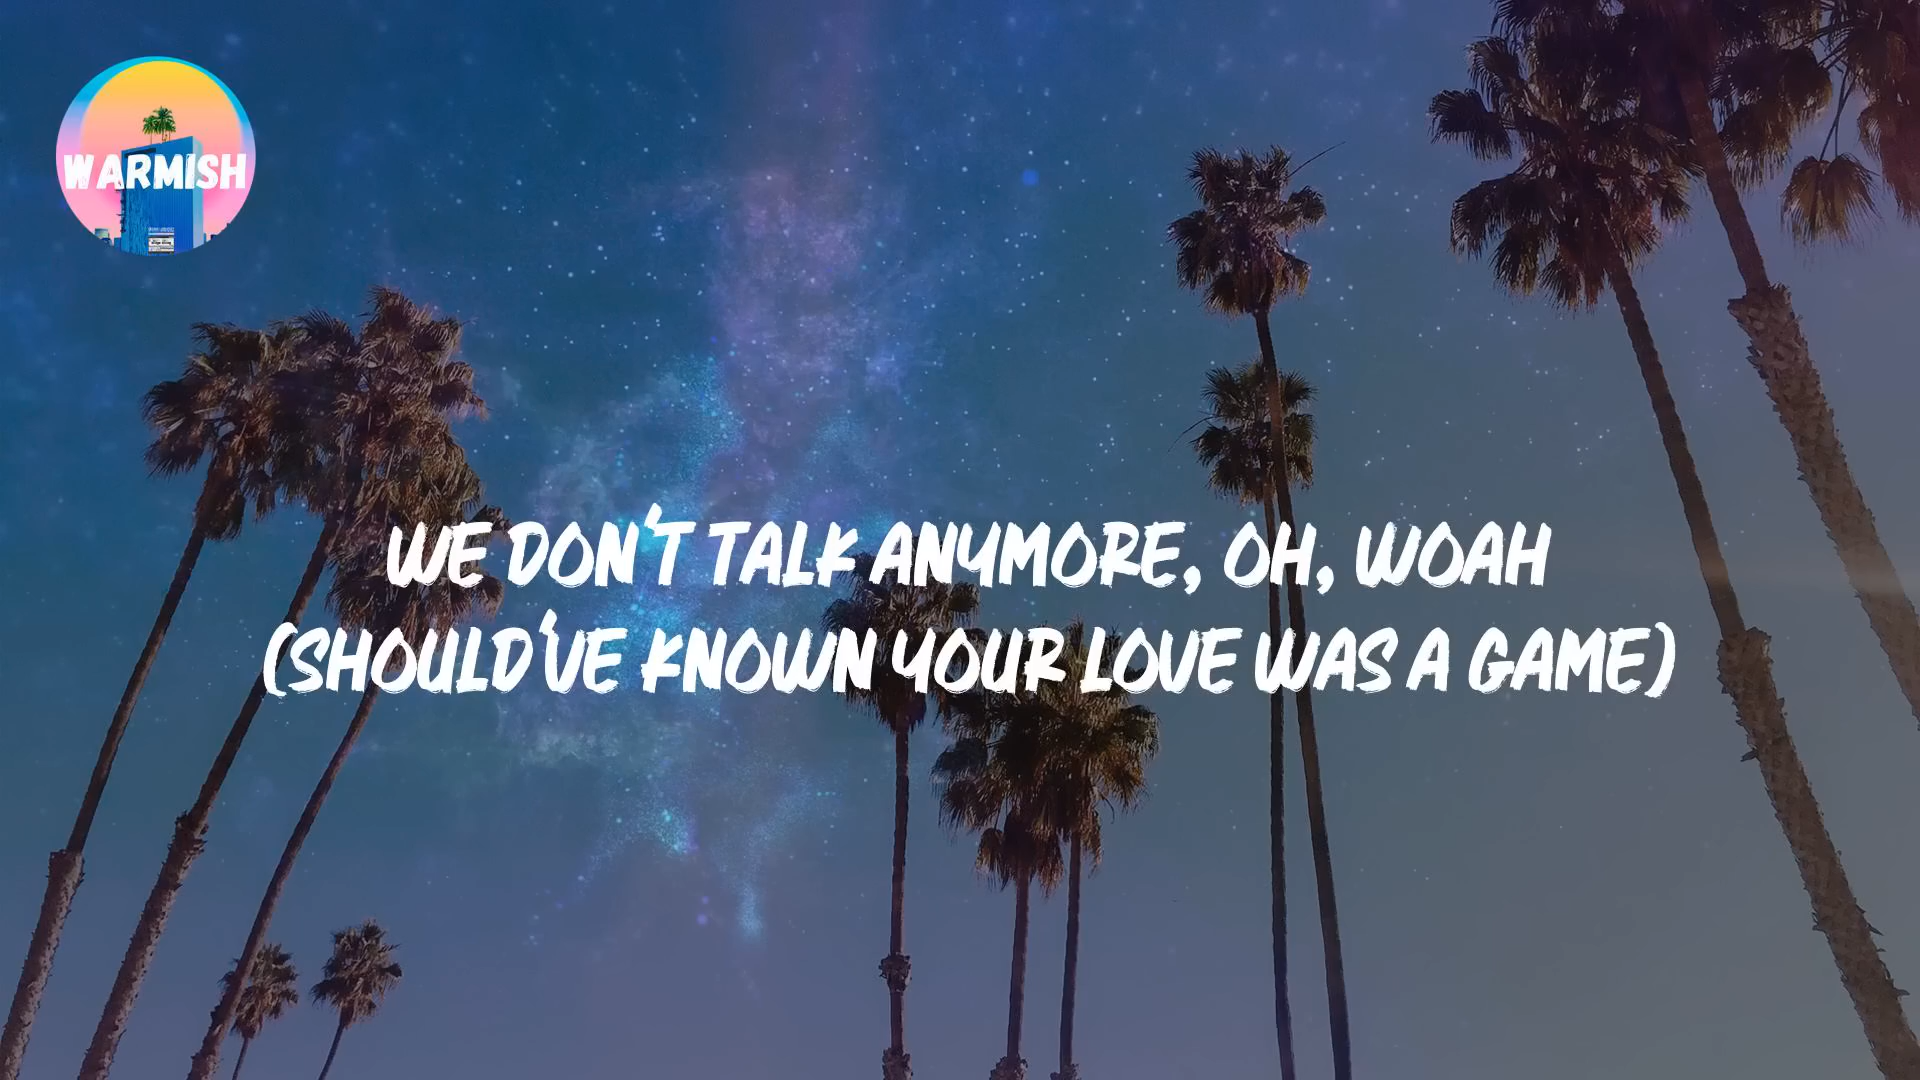 WARMISH
WE DON'T TALK ANYMORE, OH, WOAH
(SHOULD'VE KNOWN YOUR LOVE WAS A GAME)